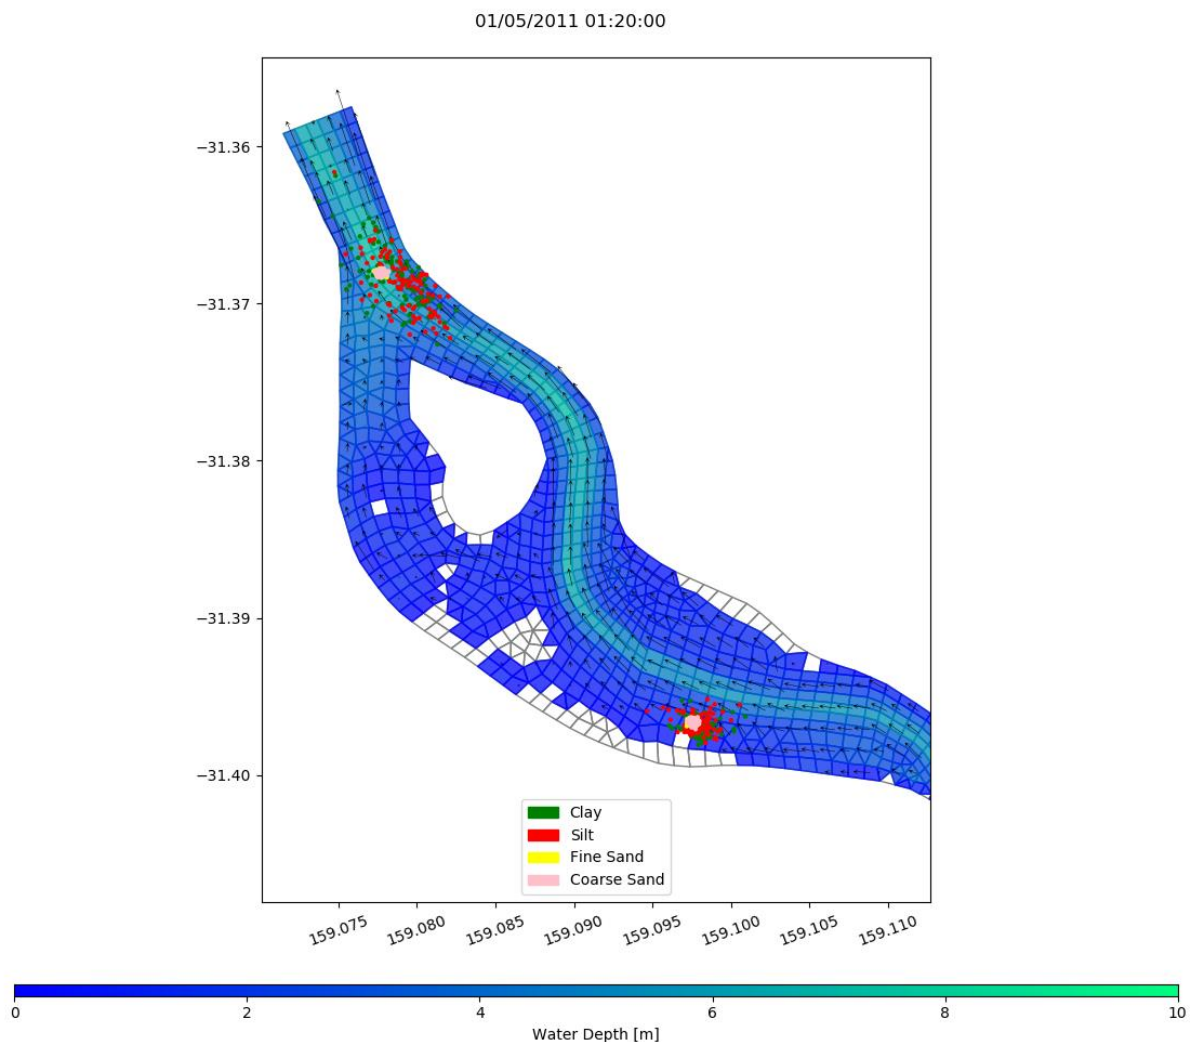 01/05/2011 01:20:00
−31.36
−31.37
−31.38
−31.39
−31.40
Clay
Silt
Fine Sand
Coarse Sand
159.075 159.080 159.085 159.090 159.095 159.100 159.105 159.110
0 2 4 6 8 10
Water Depth [m]